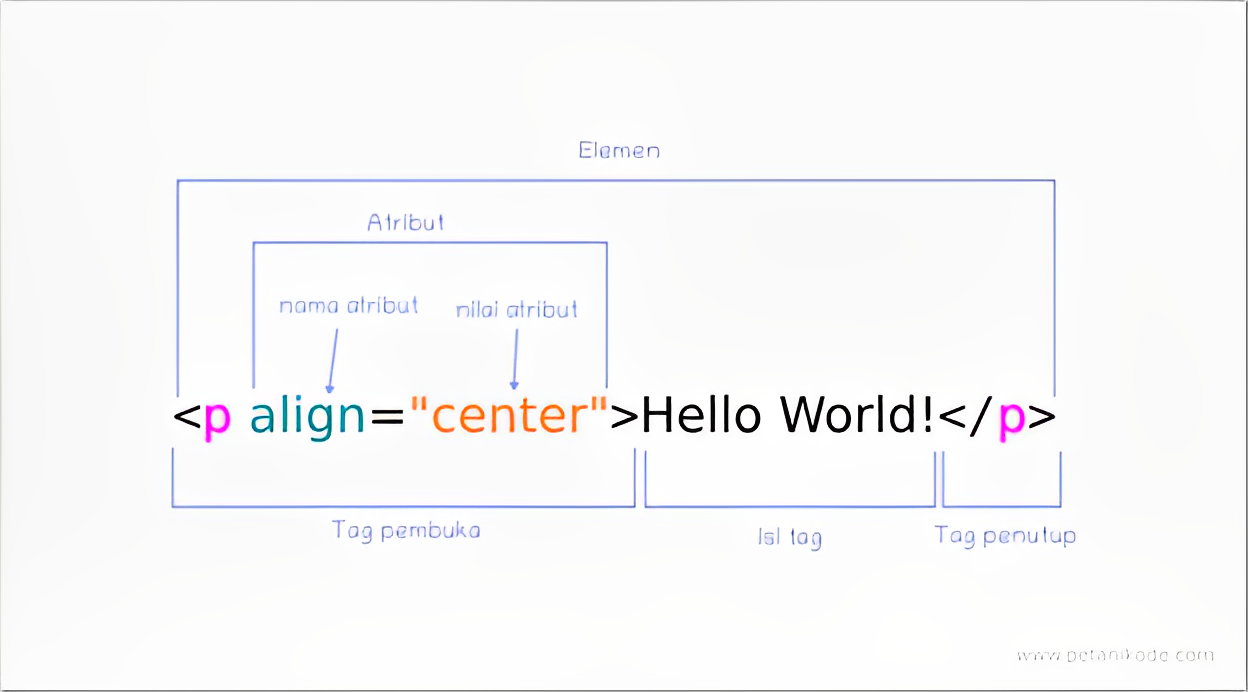 Elemen
Atribut
nama atribut nilai atribut
<p align="center">Hello World!</p>
Tag pembuka Isi tag Tag penutup
www.petanikode.com